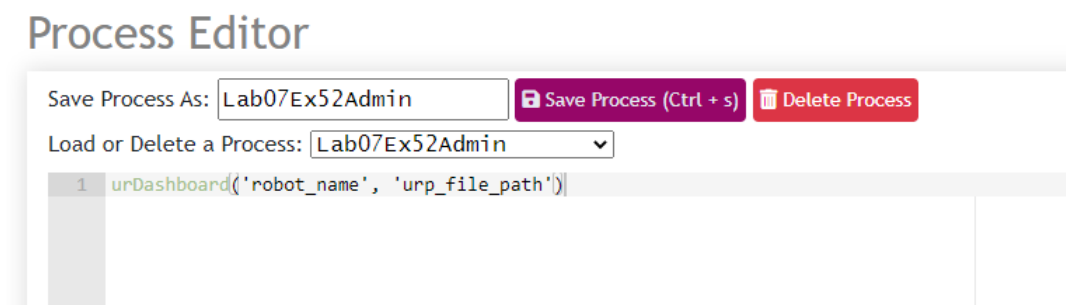 Process Editor
Save Process As: Lab07Ex52Admin Save Process (Ctrl + s) Delete Process
Load or Delete a Process: Lab07Ex52Admin
1 urDashboard('robot_name', 'urp_file_path')